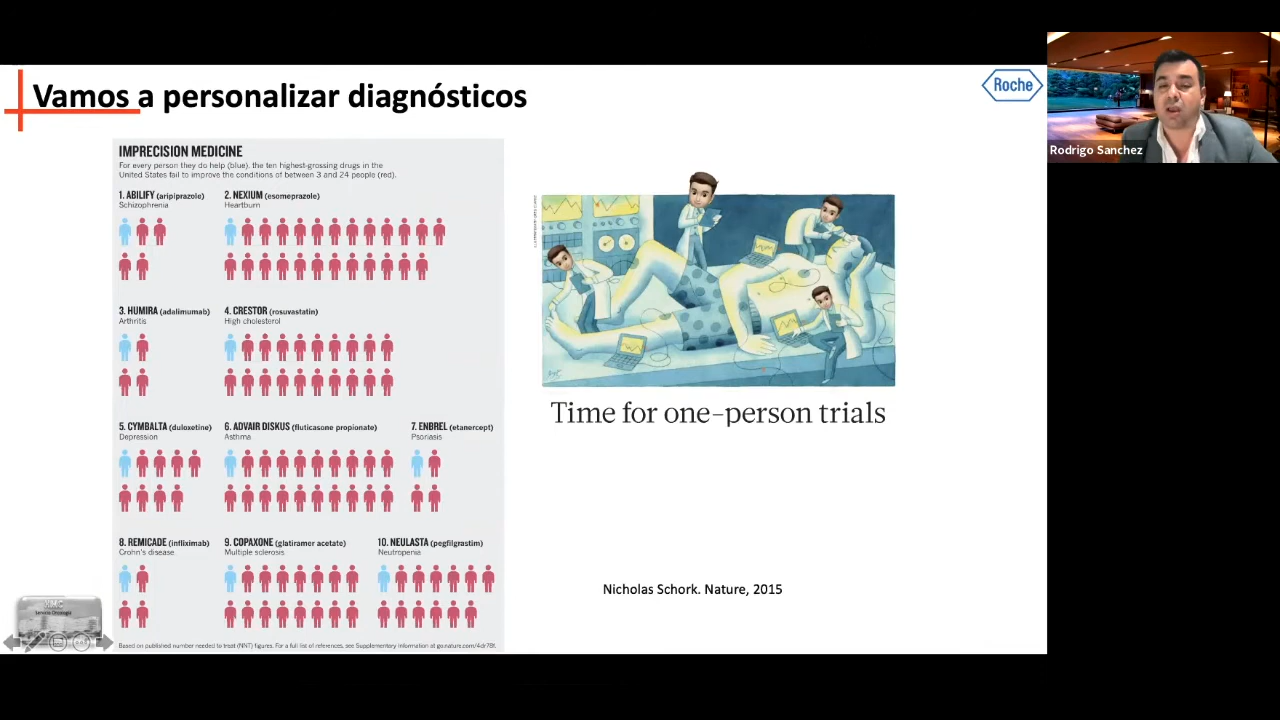 Vamos a personalizar diagnósticos
Roche
Rodrigo Sanchez
IMPRECISION MEDICINE
For every person they do help (blue), the ten highest-grossing drugs in the
United States fail to improve the conditions of between 3 and 24 people (red).
1. ABILIFY (aripiprazole)
Schizophrenia
2. NEXIUM (esomeprazole)
Heartburn
3. HUMIRA (adalimumab)
Arthritis
4. CRESTOR (rosuvastatin)
High cholesterol
5. CYMBALTA (duloxetine)
Depression
6. ADVAIR DISKUS (fluticasone propionate)
Asthma
7. ENBREL (etanercept)
Psoriasis
8. REMICADE (infliximab)
Crohn's disease
9. COPAXONE (glatiramer acetate)
Multiple sclerosis
10. NEULASTA (pegfilgrastim)
Neutropenia
Based on published number needed to treat (NNT) figures. For a full list of references, see Supplementary Information at go.nature.com/4dr78f.
Time for one-person trials
Nicholas Schork. Nature, 2015